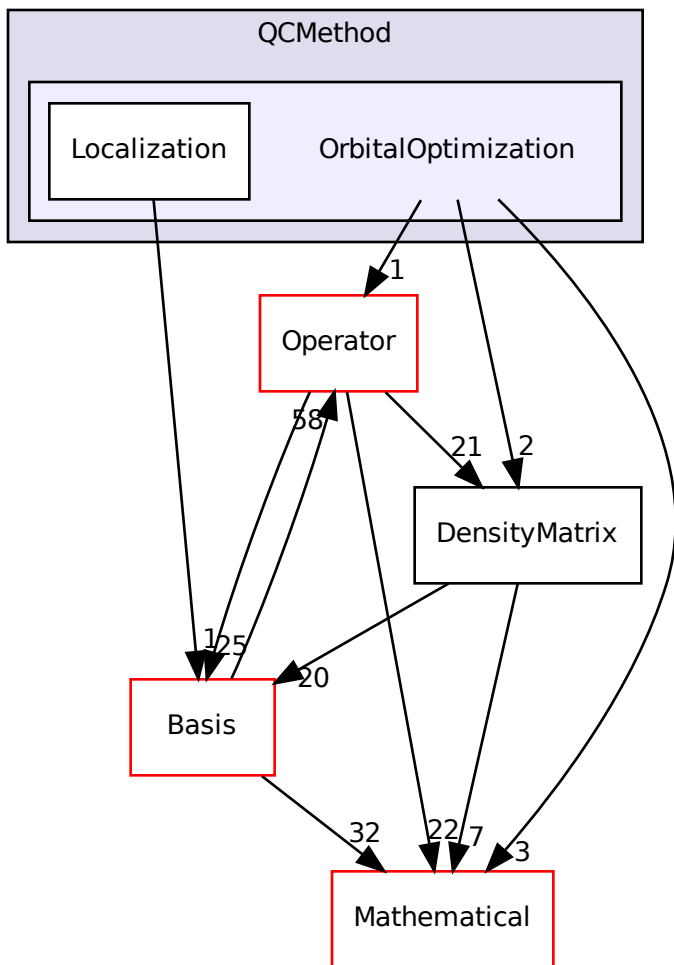 QCMethod
Localization
OrbitalOptimization
1
Operator
58
21
2
DensityMatrix
1
25
20
Basis
32
22
7
3
Mathematical